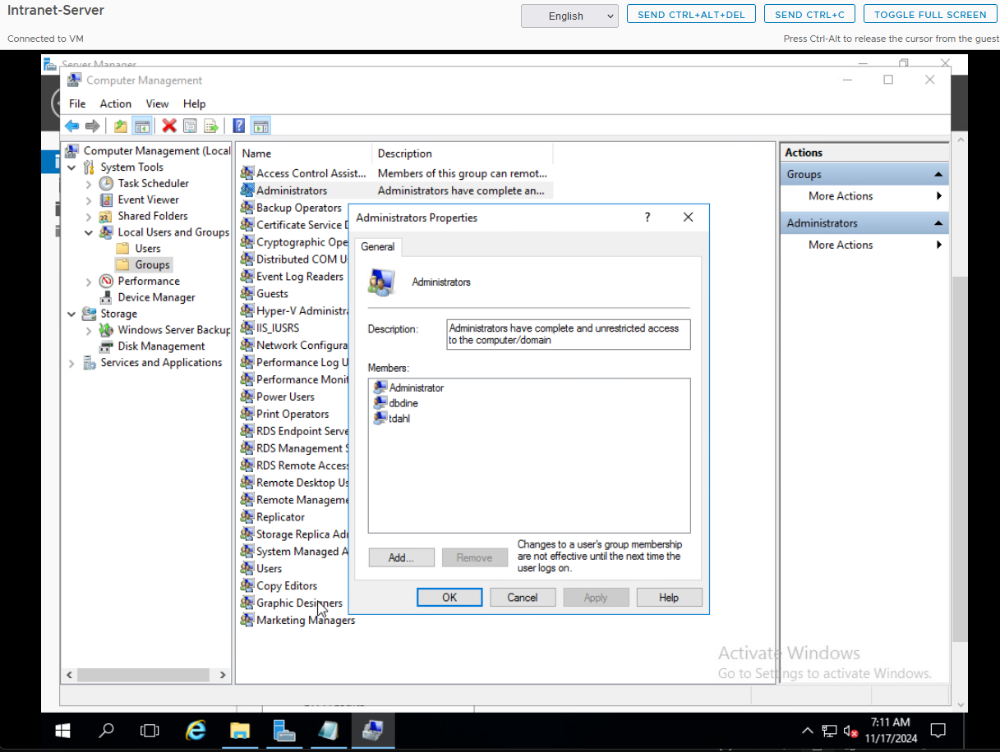 Intranet-Server
English
SEND CTRL+ALT+DEL
SEND CTRL+C
TOGGLE FULL SCREEN
Connected to VM
Press Ctrl-Alt to release the cursor from the guest
Server Manager
Computer Management
File Action View Help
Computer Management (Local
System Tools
Task Scheduler
Event Viewer
Shared Folders
Local Users and Groups
Users
Groups
Performance
Device Manager
Storage
Windows Server Backup
Disk Management
Services and Applications
Name Description
Access Control Assist... Members of this group can remot...
Administrators Administrators have complete an...
Backup Operators
Certificate Service D
Cryptographic Ope
Distributed COM U
Event Log Readers
Guests
Hyper-V Administra
IIS_IUSRS
Network Configura
Performance Log U
Performance Monit
Power Users
Print Operators
RDS Endpoint Serve
RDS Management S
RDS Remote Access
Remote Desktop Us
Remote Manageme
Replicator
Storage Replica Adm
System Managed A
Users
Copy Editors
Graphic Designers
Marketing Managers
Administrators Properties
?
General
Administrators
Description:
Administrators have complete and unrestricted access
to the computer/domain
Members:
Administrator
dbdine
tdahl
Add...
Remove
Changes to a user's group membership
are not effective until the next time the
user logs on.
OK
Cancel
Apply
Help
Actions
Groups
More Actions
Administrators
More Actions
Activate Windows
Go to Settings to activate Windows.
7:11 AM
11/17/2024